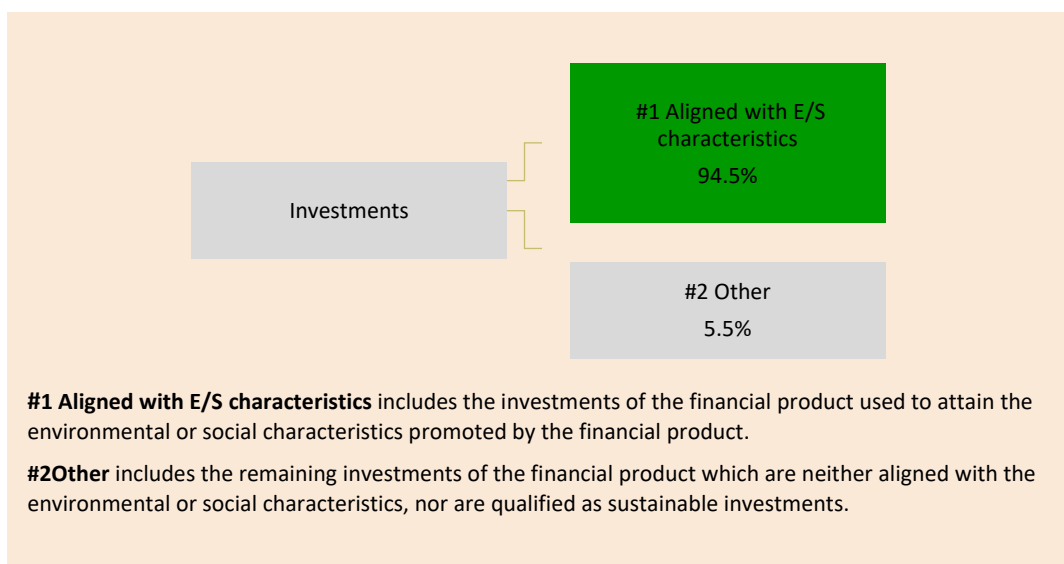 #1 Aligned with E/S
characteristics
94.5%
Investments
#2 Other
5.5%
#1 Aligned with E/S characteristics includes the investments of the financial product used to attain the
environmental or social characteristics promoted by the financial product.
#2Other includes the remaining investments of the financial product which are neither aligned with the
environmental or social characteristics, nor are qualified as sustainable investments.